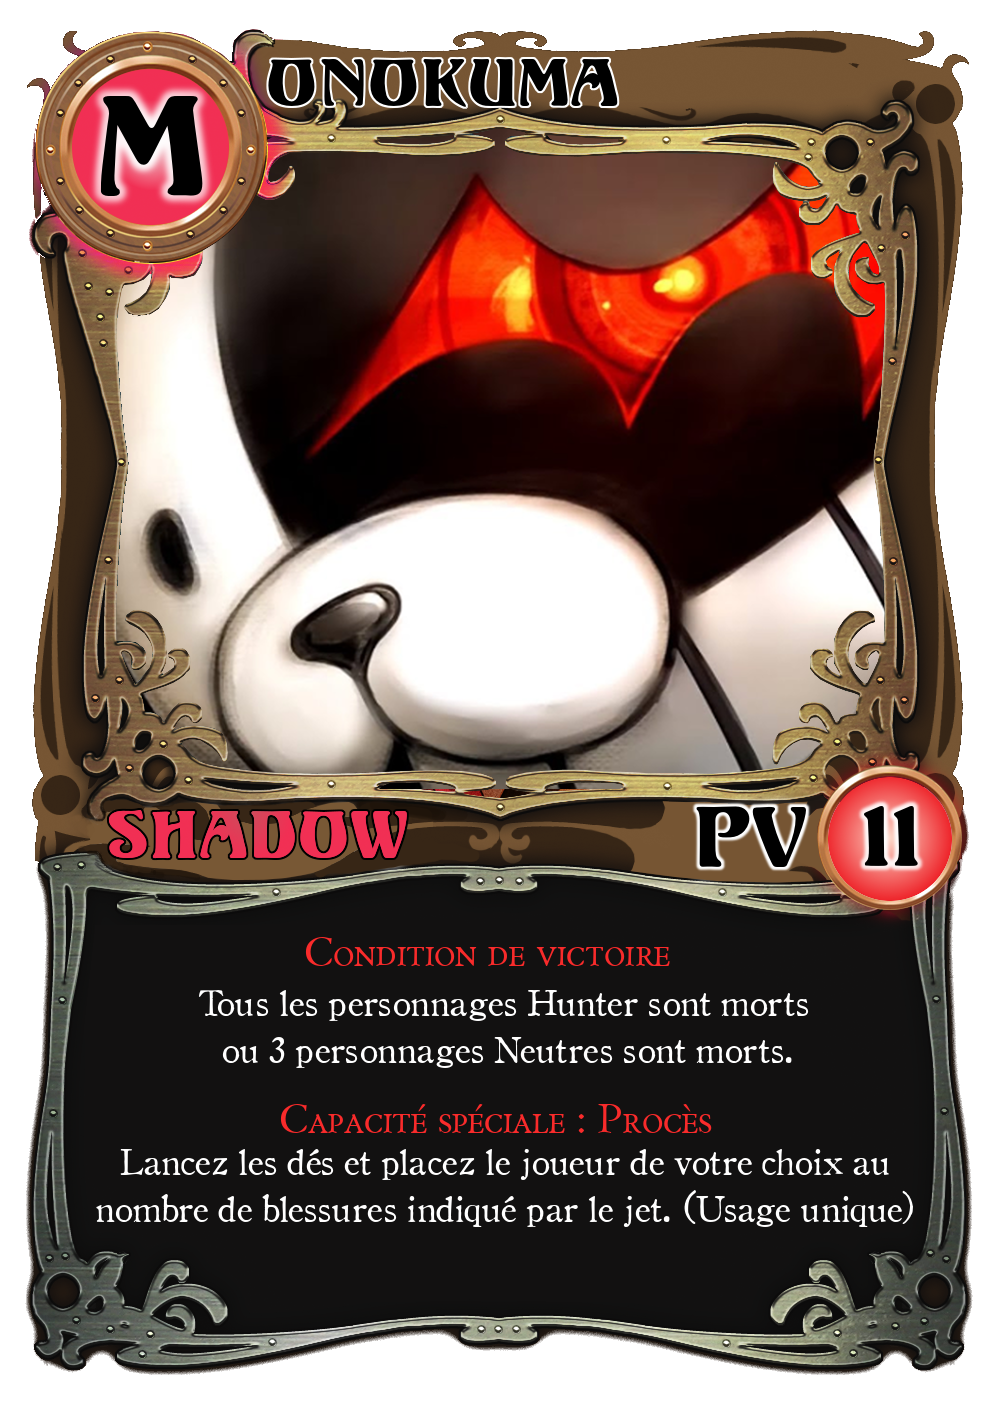 MONOKUMA
SHADOW
PV 11
Condition de victoire
Tous les personnages Hunter sont morts
ou 3 personnages Neutres sont morts.
Capacité spéciale : Procès
Lancez les dés et placez le joueur de votre choix au
nombre de blessures indiqué par le jet. (Usage unique)